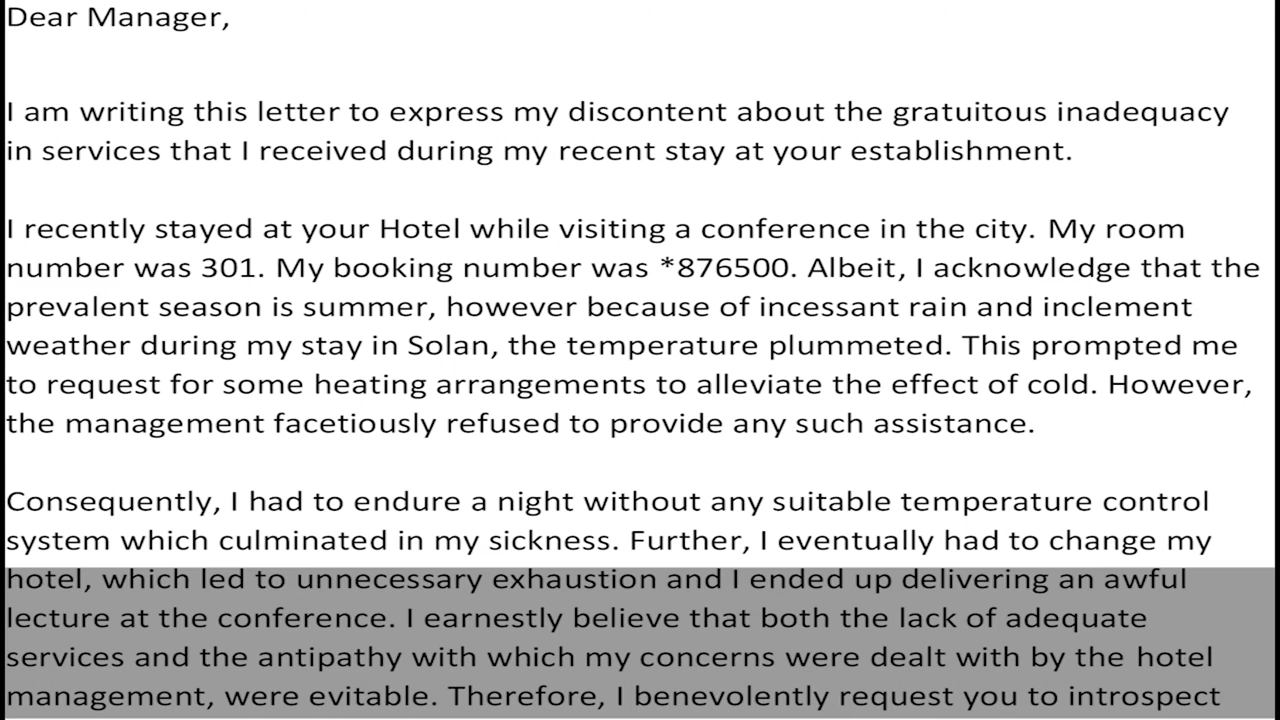 Dear Manager,
I am writing this letter to express my discontent about the gratuitous inadequacy
in services that I received during my recent stay at your establishment.
I recently stayed at your Hotel while visiting a conference in the city. My room
number was 301. My booking number was *876500. Albeit, I acknowledge that the
prevalent season is summer, however because of incessant rain and inclement
weather during my stay in Solan, the temperature plummeted. This prompted me
to request for some heating arrangements to alleviate the effect of cold. However,
the management facetiously refused to provide any such assistance.
Consequently, I had to endure a night without any suitable temperature control
system which culminated in my sickness. Further, I eventually had to change my
hotel, which led to unnecessary exhaustion and I ended up delivering an awful
lecture at the conference. I earnestly believe that both the lack of adequate
services and the antipathy with which my concerns were dealt with by the hotel
management, were evitable. Therefore, I benevolently request you to introspect